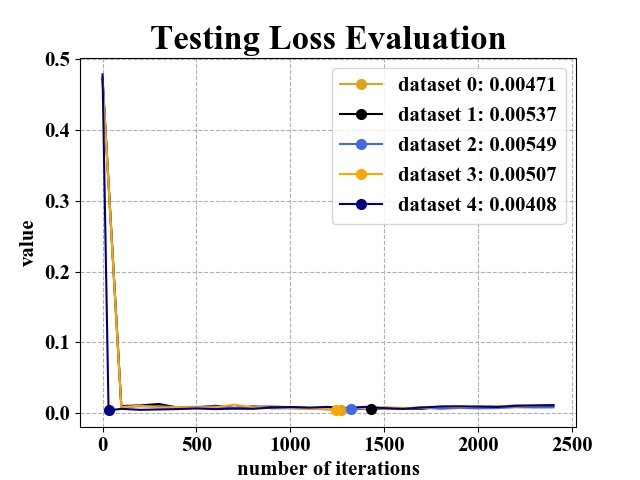 Testing Loss Evaluation
0.5
0.4
0.3
0.2
0.1
0.0
value
dataset 0: 0.00471
dataset 1: 0.00537
dataset 2: 0.00549
dataset 3: 0.00507
dataset 4: 0.00408
0 500 1000 1500 2000 2500
number of iterations